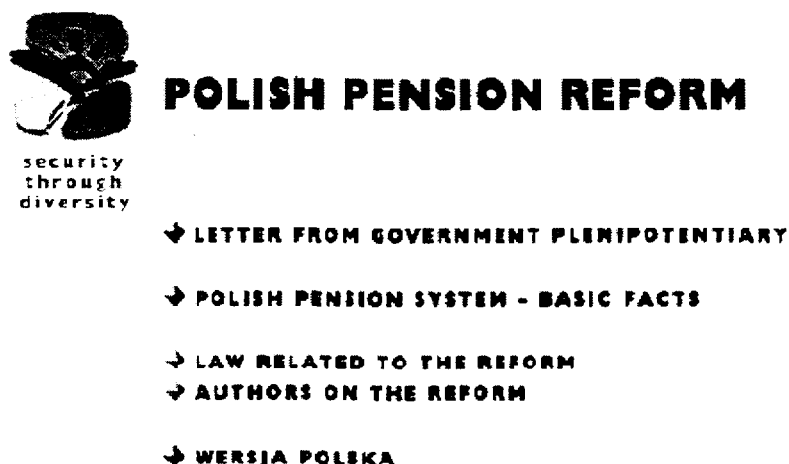 POLISH PENSION REFORM
security
through
diversity
LETTER FROM GOVERNMENT PLENIPOTENTIARY
POLISH PENSION SYSTEM - BASIC FACTS
LAW RELATED TO THE REFORM
AUTHORS ON THE REFORM
WERSJA POLSKA